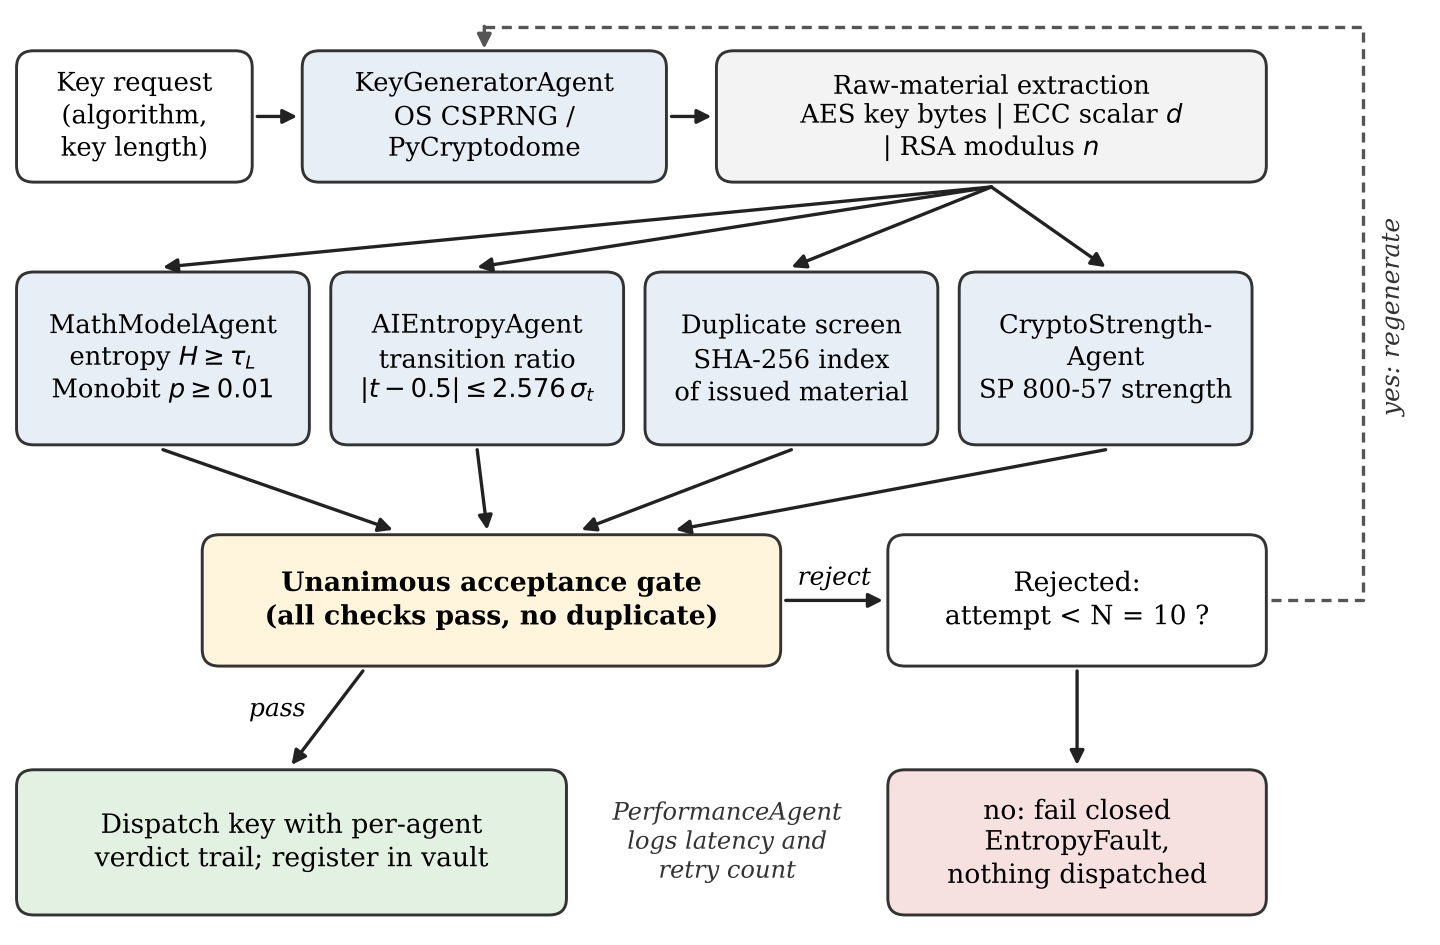 Key request
(algorithm,
key length)
KeyGeneratorAgent
OS CSPRNG /
PyCryptodome
Raw-material extraction
AES key bytes | ECC scalar d
| RSA modulus n
yes: regenerate
MathModelAgent
entropy H ≥ τ_L
Monobit p ≥ 0.01
AIEntropyAgent
transition ratio
|t − 0.5| ≤ 2.576 σ_t
Duplicate screen
SHA-256 index
of issued material
CryptoStrength-
Agent
SP 800-57 strength
Unanimous acceptance gate
(all checks pass, no duplicate)
reject
Rejected:
attempt < N = 10 ?
pass
Dispatch key with per-agent
verdict trail; register in vault
PerformanceAgent
logs latency and
retry count
no: fail closed
EntropyFault,
nothing dispatched